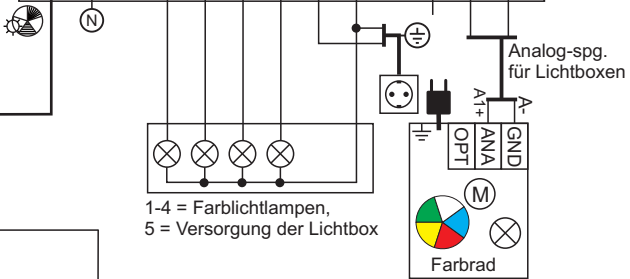 N
Analog-spg.
für Lichtboxen
A1+
A-
OPT
ANA
GND
M
1-4 = Farblichtlampen,
5 = Versorgung der Lichtbox
Farbrad